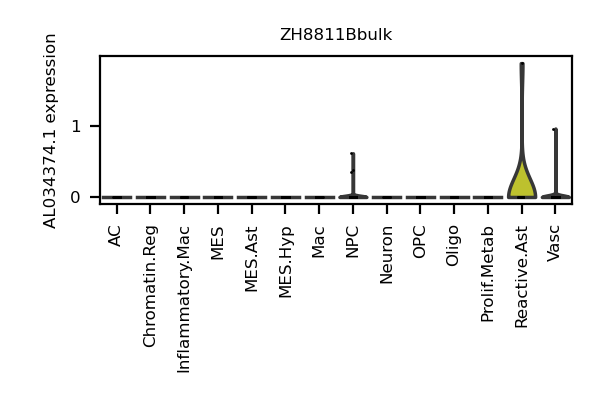 ZH8811Bbulk
AL034374.1 expression
1
0
AC
Chromatin.Reg
Inflammatory.Mac
MES
MES.Ast
MES.Hyp
Mac
NPC
Neuron
OPC
Oligo
Prolif.Metab
Reactive.Ast
Vasc